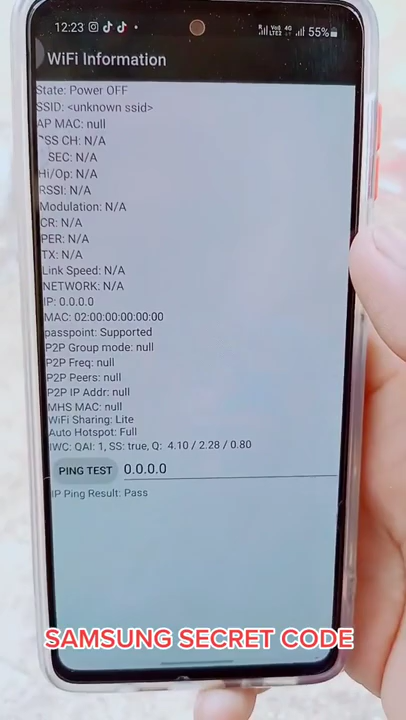 12:23
VoI) 4G
R LTE2 55%
WiFi Information
State: Power OFF
SSID: <unknown ssid>
AP MAC: null
SS CH: N/A
SEC: N/A
Hi/Op: N/A
RSSI: N/A
Modulation: N/A
CR: N/A
PER: N/A
TX: N/A
Link Speed: N/A
NETWORK: N/A
IP: 0.0.0.0
MAC: 02:00:00:00:00:00
passpoint: Supported
P2P Group mode: null
P2P Freq: null
P2P Peers: null
P2P IP Addr: null
MHS MAC: null
WiFi Sharing: Lite
Auto Hotspot: Full
IWC: QAI: 1, SS: true, Q: 4.10 / 2.28 / 0.80
PING TEST 0.0.0.0
IP Ping Result: Pass
SAMSUNG SECRET CODE